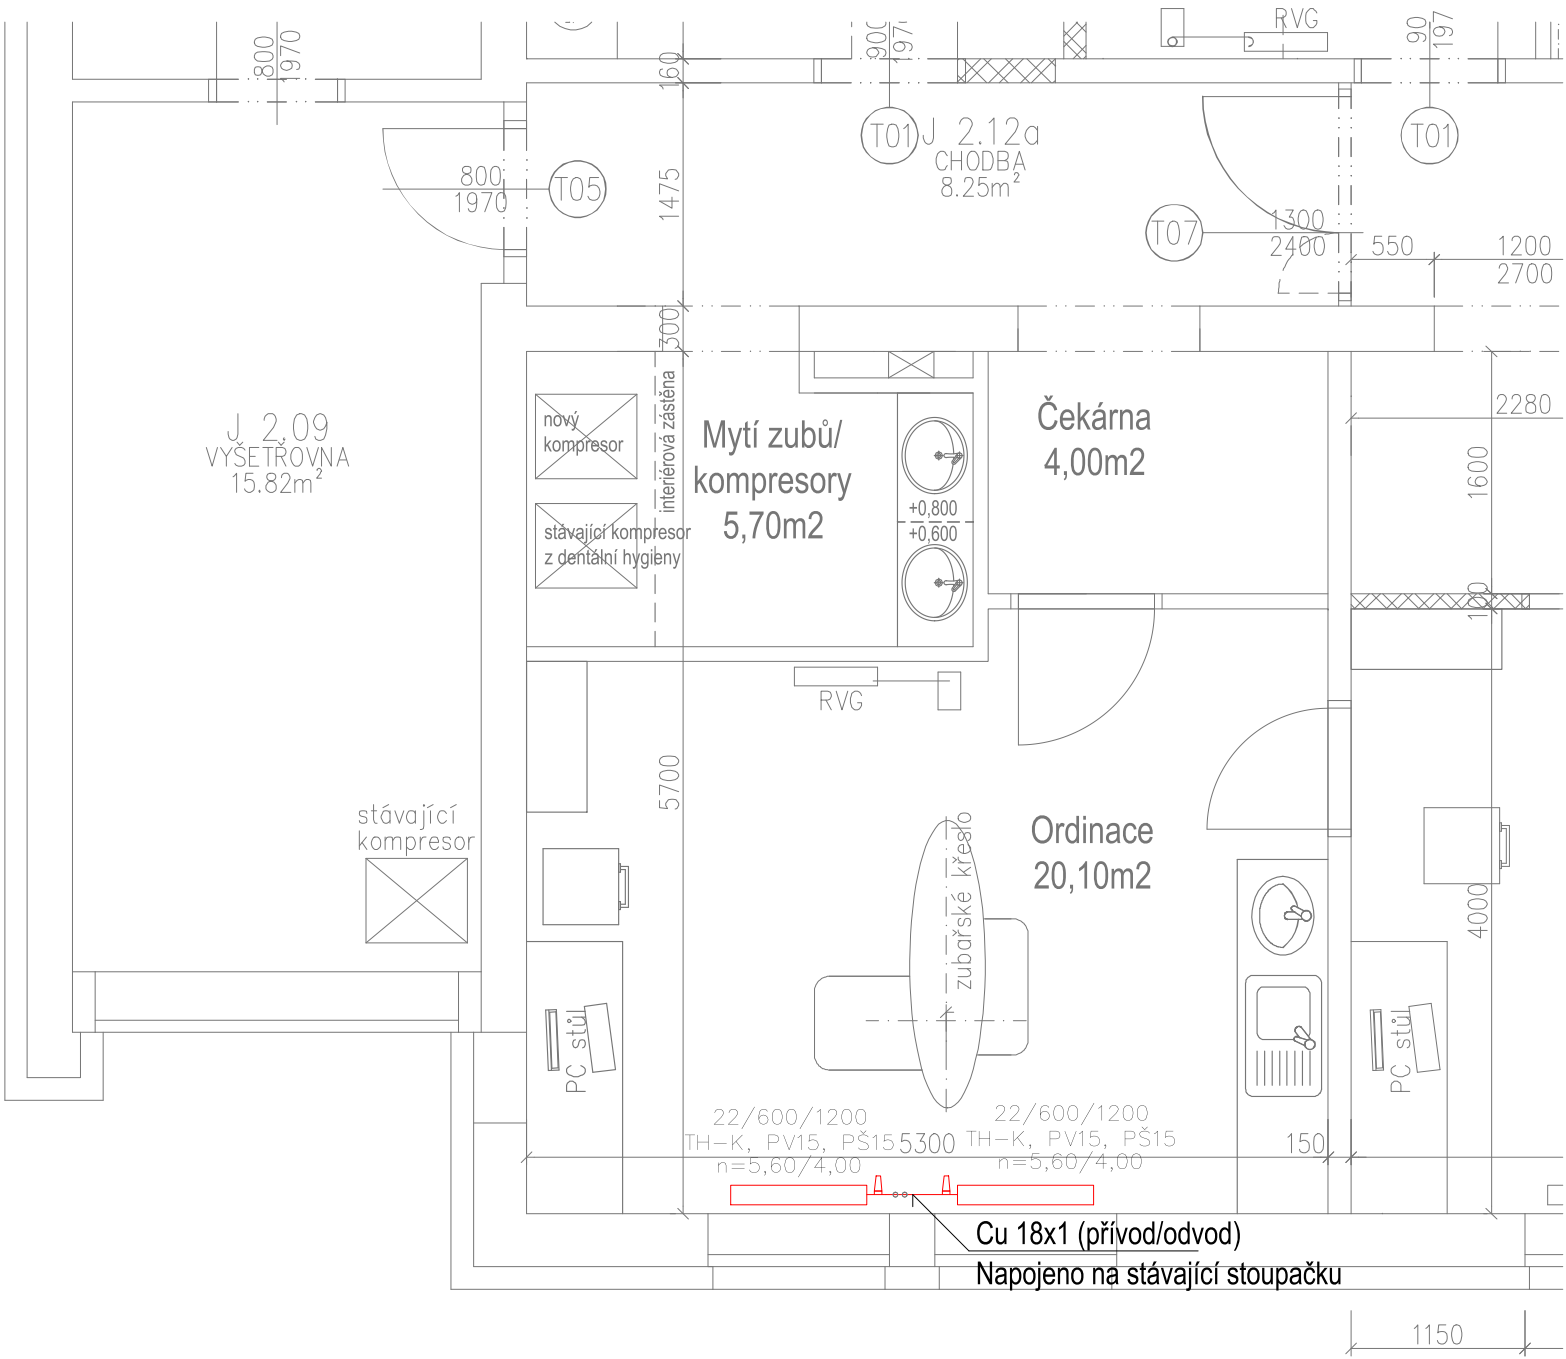 RVG
800
1970
900
197
90
197
160
T01
J 2.12a
CHODBA
8.25m²
T01
800
1970
T05
1475
T07
1300
2400
550
1200
2700
300
J 2.09
VYŠETŘOVNA
15.82m²
nový
kompresor
interiérová zástěna
Mytí zubů/
kompresory
5,70m2
Čekárna
4,00m2
2280
1600
+0,800
+0,600
stávající kompresor
z dentální hygieny
100
RVG
5700
stávající
kompresor
zubařské křeslo
Ordinace
20,10m2
4000
PC stůl
PC stůl
22/600/1200
TH-K, PV15, PŠ15
n=5,60/4,00
5300
22/600/1200
TH-K, PV15, PŠ15
n=5,60/4,00
150
Cu 18x1 (přívod/odvod)
Napojeno na stávající stoupačku
1150